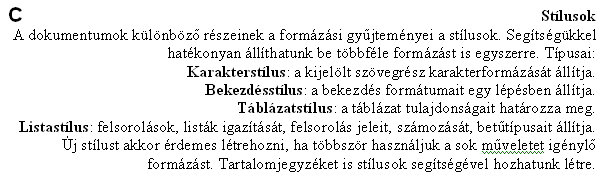 C
Stílusok
A dokumentumok különböző részeinek a formázási gyűjteményei a stílusok. Segítségükkel
hatékonyan állíthatunk be többféle formázást is egyszerre. Típusai:
Karakterstílus: a kijelölt szövegrész karakterformázását állítja.
Bekezdésstílus: a bekezdés formátumait egy lépésben állítja.
Táblázatstílus: a táblázat tulajdonságait határozza meg.
Listastílus: felsorolások, listák igazítását, felsorolás jeleit, számozását, betűtípusait állítja.
Új stílust akkor érdemes létrehozni, ha többször használjuk a sok műveletet igénylő
formázást. Tartalomjegyzéket is stílusok segítségével hozhatunk létre.